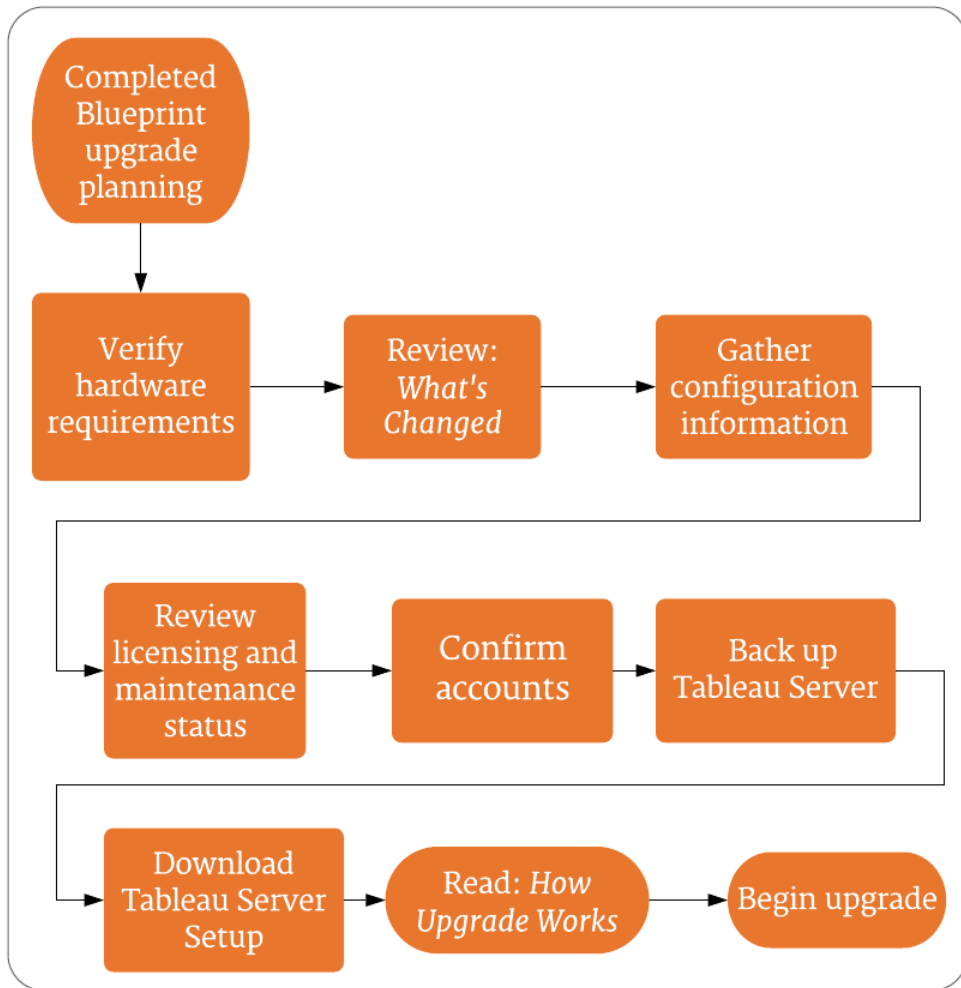 Completed
Blueprint
upgrade
planning
Verify
hardware
requirements
Review:
What's
Changed
Gather
configuration
information
Review
licensing and
maintenance
status
Confirm
accounts
Back up
Tableau Server
Download
Tableau Server
Setup
Read: How
Upgrade Works
Begin upgrade